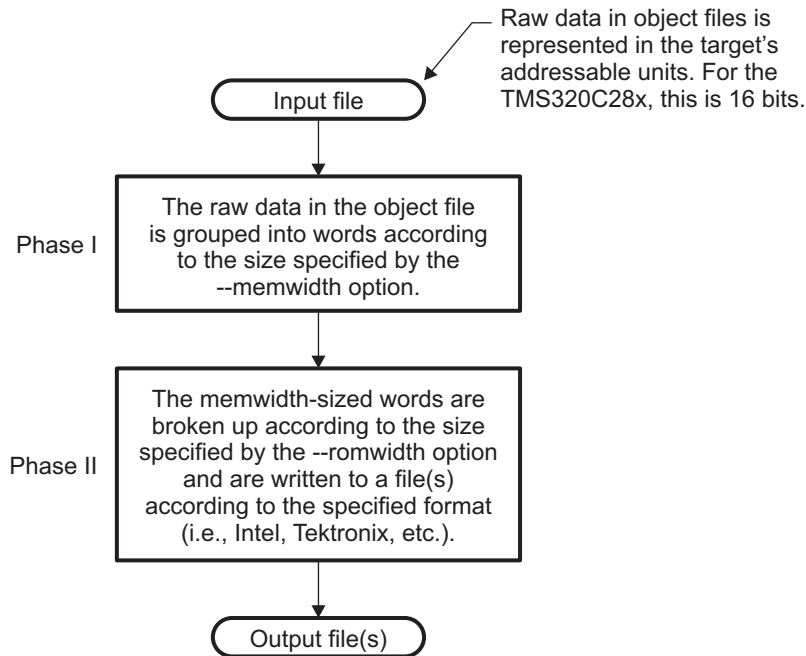 Raw data in object files is
represented in the target's
addressable units. For the
TMS320C28x, this is 16 bits.
Input file
Phase I
The raw data in the object file
is grouped into words according
to the size specified by the
--memwidth option.
Phase II
The memwidth-sized words are
broken up according to the size
specified by the --romwidth option
and are written to a file(s)
according to the specified format
(i.e., Intel, Tektronix, etc.).
Output file(s)